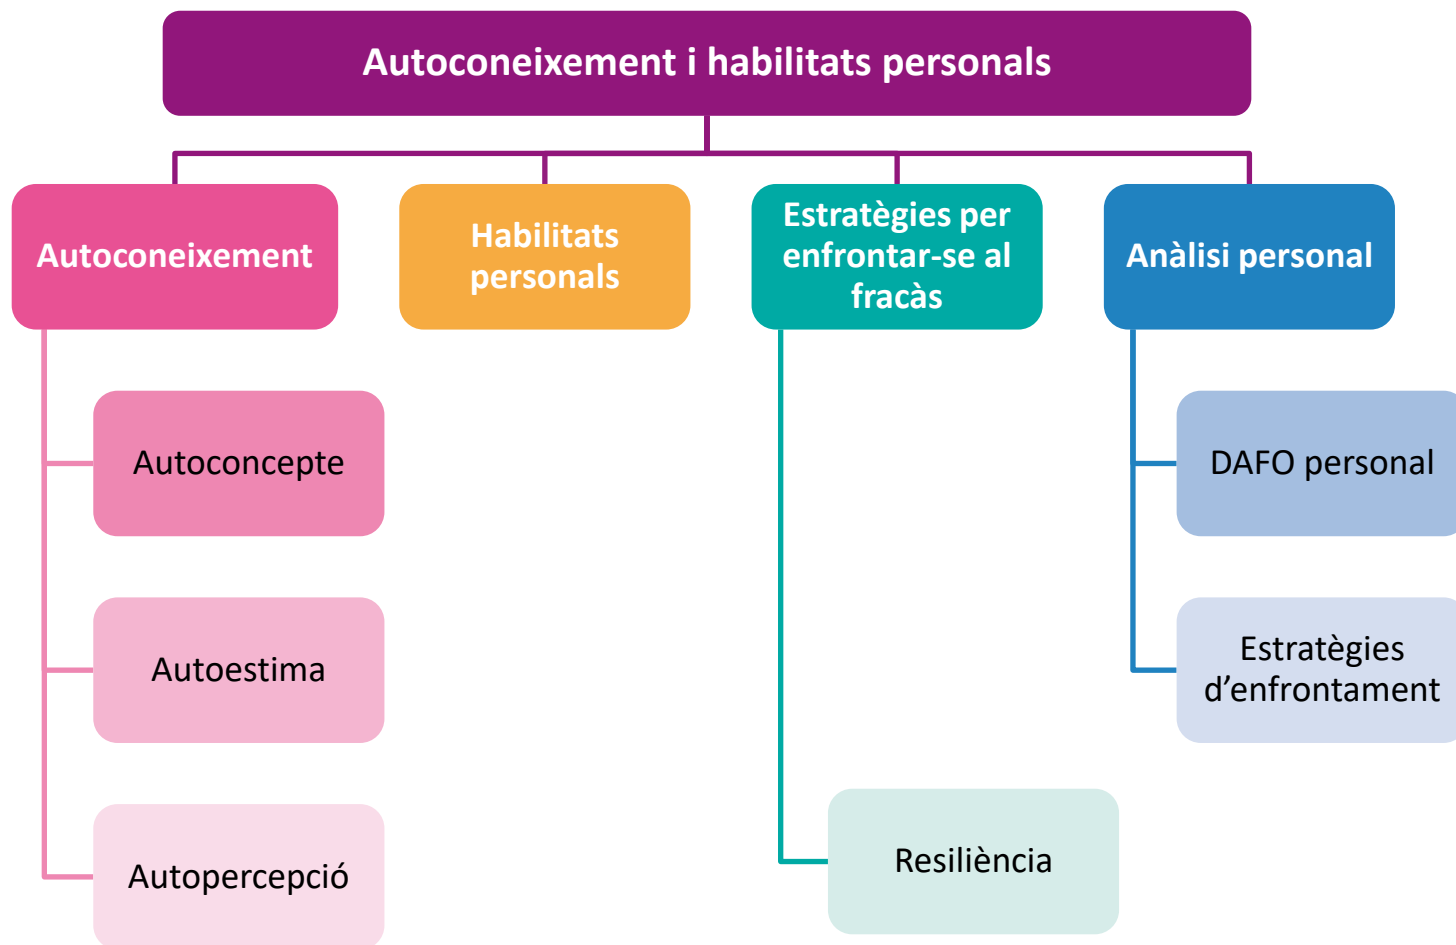 Autoconeixement i habilitats personals
Autoconeixement
Habilitats
personals
Estratègies per
enfrontar-se al
fracàs
Anàlisi personal
Autoconcepte
DAFO personal
Autoestima
Estratègies
d’enfrontament
Autopercepció
Resiliència